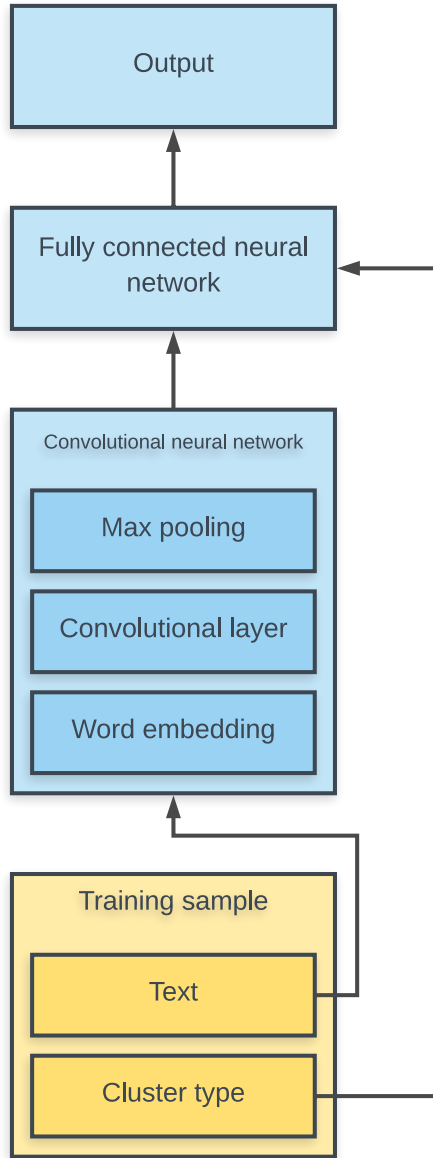 Output
Fully connected neural
network
Convolutional neural network
Max pooling
Convolutional layer
Word embedding
Training sample
Text
Cluster type